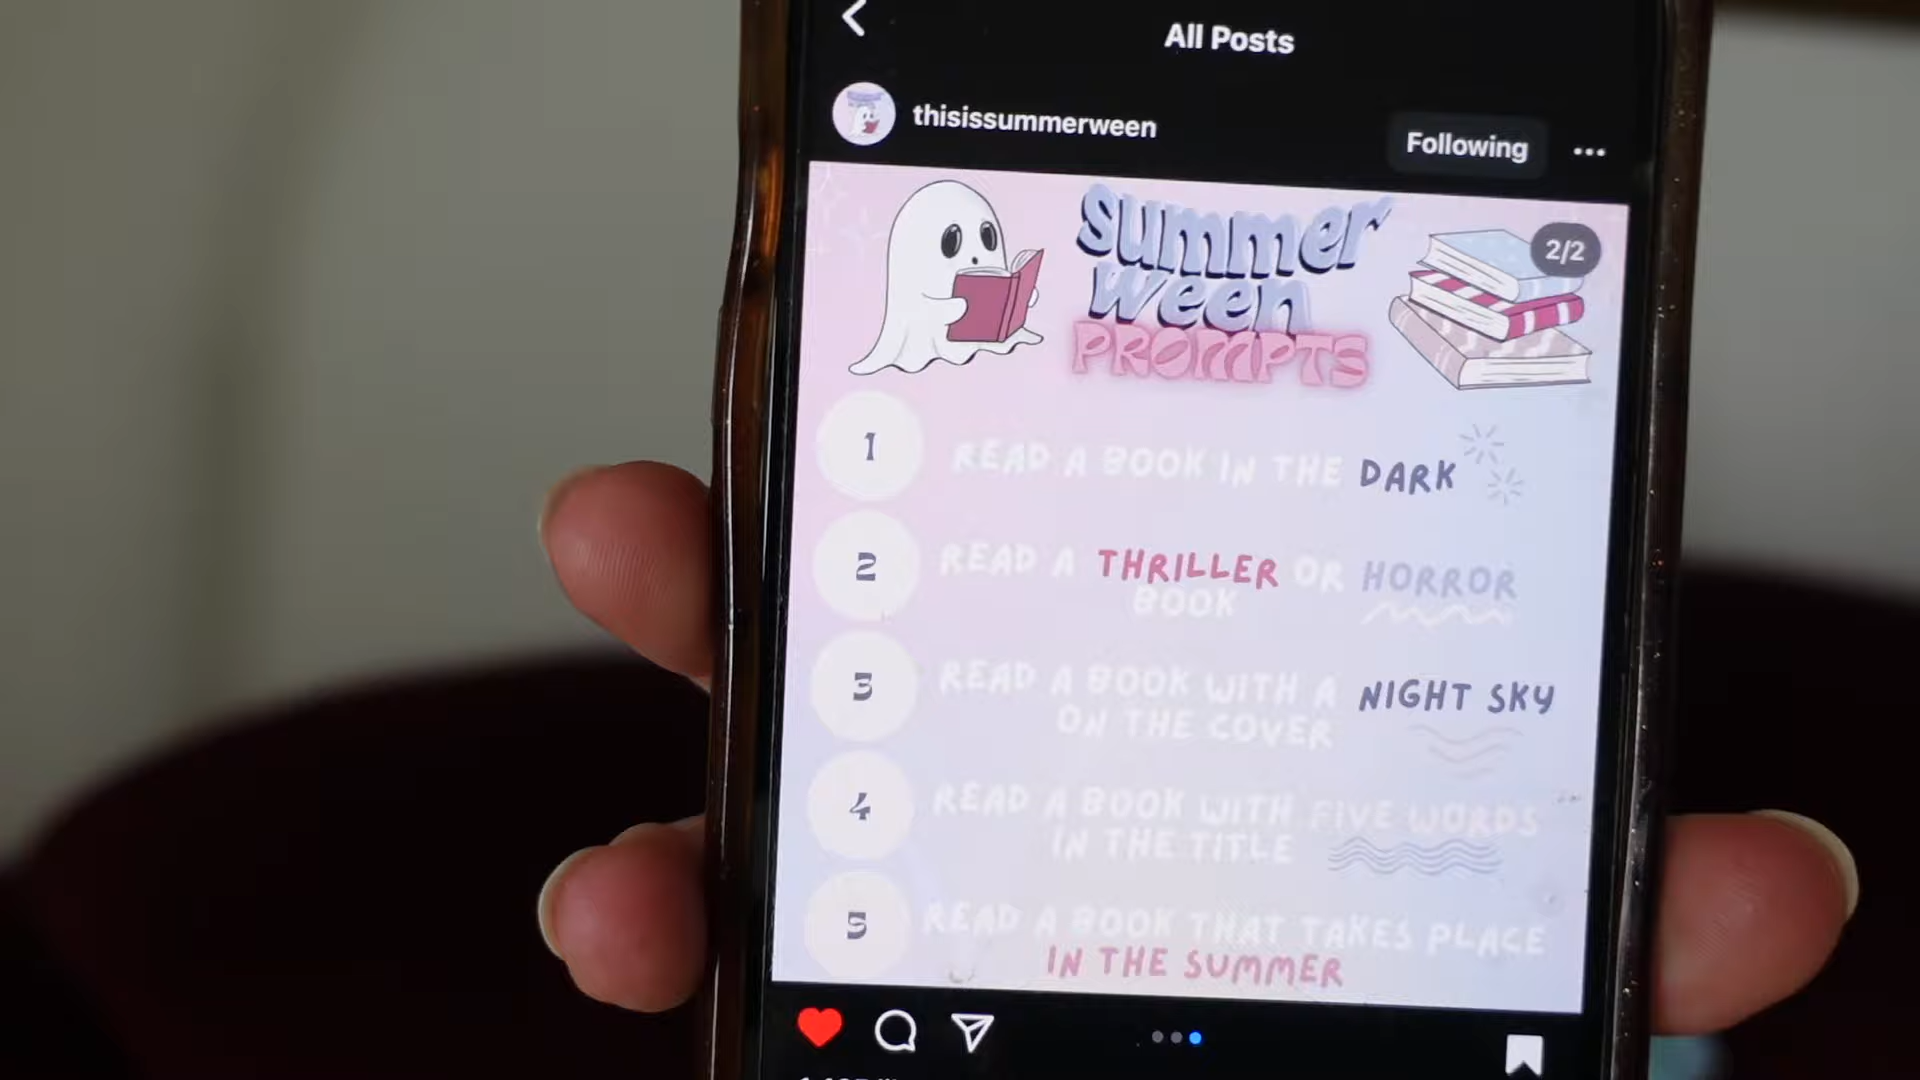 All Posts
thisissummerween
Following
summer
ween
PROMPTS
2/2
1
READ A BOOK IN THE DARK
2
READ A THRILLER OR HORROR
BOOK
3
READ A BOOK WITH A NIGHT SKY
ON THE COVER
4
READ A BOOK WITH FIVE WORDS
IN THE TITLE
5
READ A BOOK THAT TAKES PLACE
IN THE SUMMER